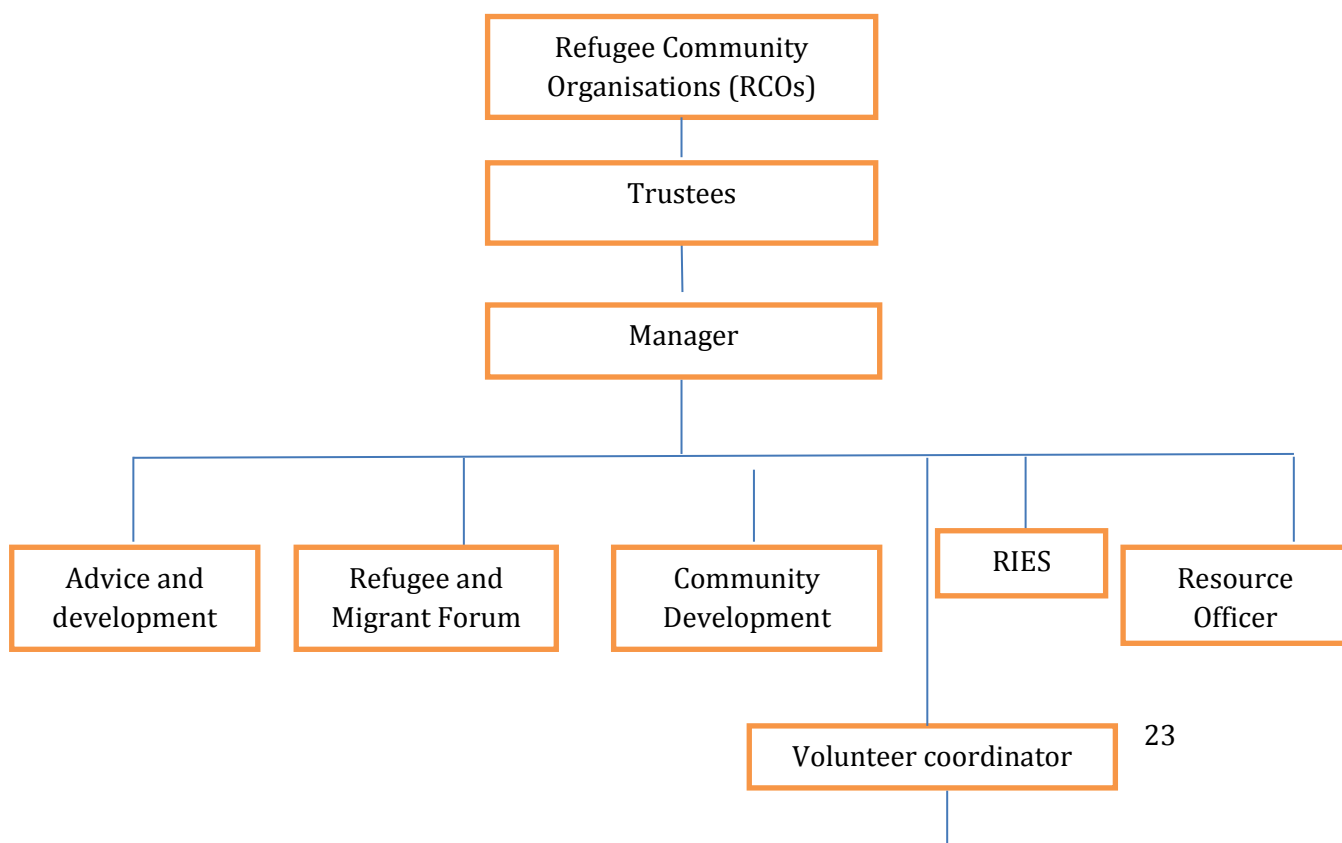 Refugee Community
Organisations (RCOs)
Trustees
Manager
Advice and
development
Refugee and
Migrant Forum
Community
Development
RIES
Resource
Officer
Volunteer coordinator
23